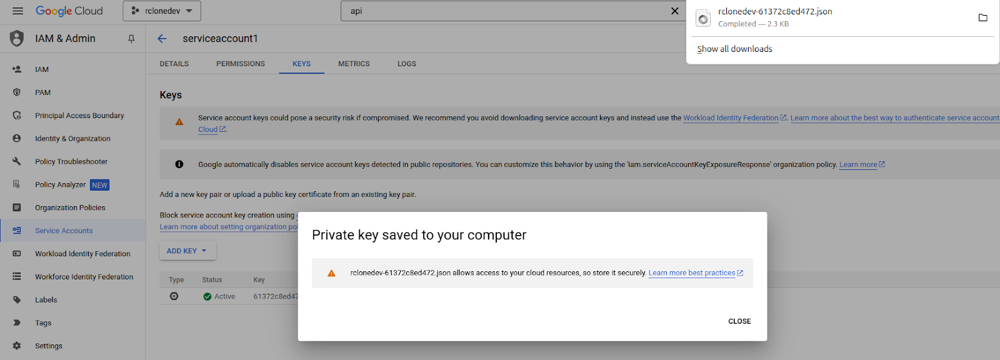 Google Cloud
rclonedev
api
rclonedev-61372c8ed472.json
Completed — 2.3 KB
Show all downloads
IAM & Admin
serviceaccount1
DETAILS
PERMISSIONS
KEYS
METRICS
LOGS
IAM
PAM
Principal Access Boundary
Identity & Organization
Policy Troubleshooter
Policy Analyzer NEW
Organization Policies
Service Accounts
Workload Identity Federation
Workforce Identity Federation
Labels
Tags
Settings
Keys
Service account keys could pose a security risk if compromised. We recommend you avoid downloading service account keys and instead use the Workload Identity Federation. Learn more about the best way to authenticate service account
Cloud.
Google automatically disables service account keys detected in public repositories. You can customize this behavior by using the 'iam.serviceAccountKeyExposureResponse' organization policy. Learn more
Add a new key pair or upload a public key certificate from an existing key pair.
Block service account key creation using
Learn more about setting organization pol
ADD KEY
Type Status Key
Active 61372c8ed47
Private key saved to your computer
rclonedev-61372c8ed472.json allows access to your cloud resources, so store it securely. Learn more best practices
CLOSE